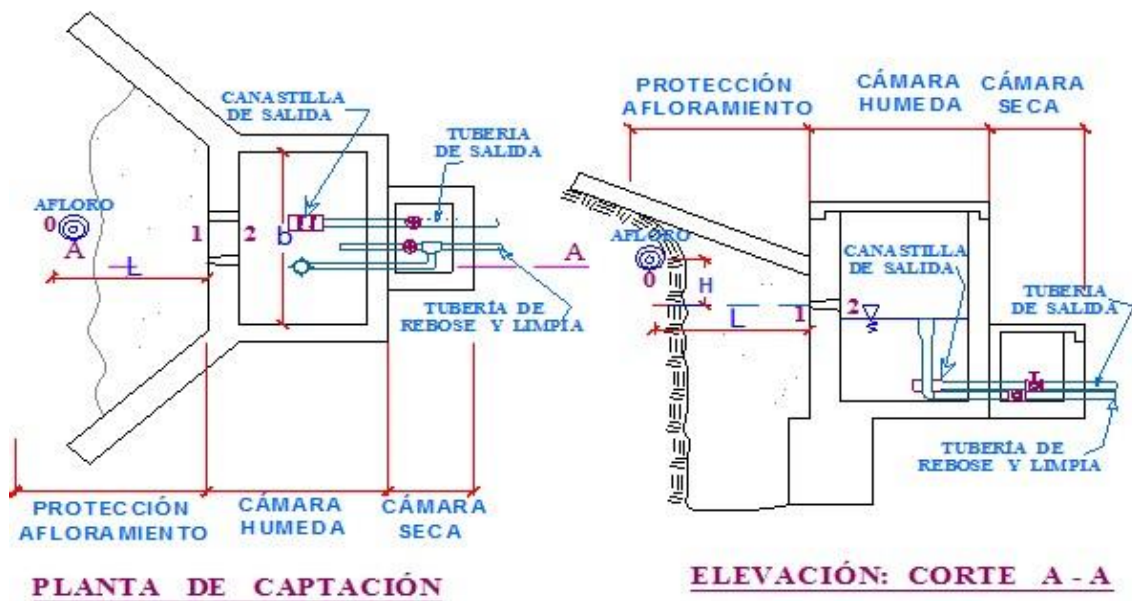 CANASTILLA
DE SALIDA
TUBERIA
DE SALIDA
AFLORO
0
A
L
1
2
b
A
TUBERÍA DE
REBOSE Y LIMPIA
PROTECCIÓN
AFLORAMIENTO
CÁMARA
HUMEDA
CÁMARA
SECA
PLANTA DE CAPTACIÓN
PROTECCIÓN
AFLORAMIENTO
CÁMARA
HUMEDA
CÁMARA
SECA
AFLORO
0
H
L
1
2
CANASTILLA
DE SALIDA
TUBERIA
DE SALIDA
TUBERÍA DE
REBOSE Y LIMPIA
ELEVACIÓN: CORTE A - A